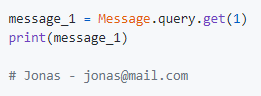 message_1 = Message.query.get(1)
print(message_1)
# Jonas - jonas@mail.com